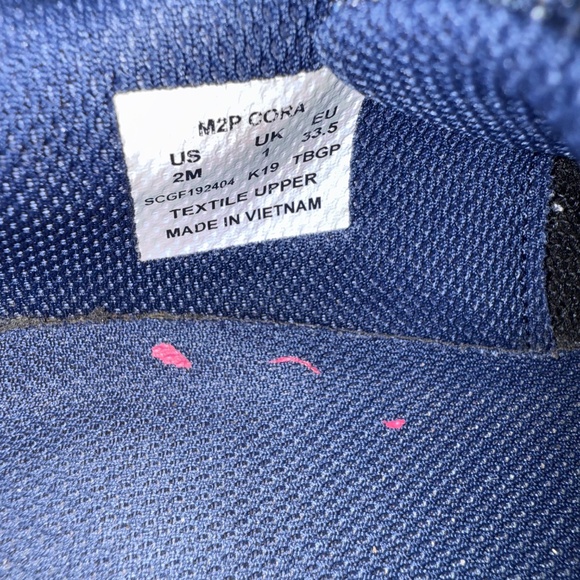 M2P CORA
US UK EU
2M 1 33.5
SCGF192404 K19 TBGP
TEXTILE UPPER
MADE IN VIETNAM